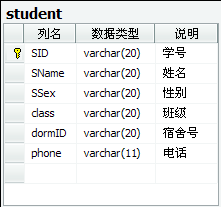 student
列名 数据类型 说明
SID varchar(20) 学号
SName varchar(20) 姓名
SSex varchar(20) 性别
class varchar(20) 班级
dormID varchar(20) 宿舍号
phone varchar(11) 电话